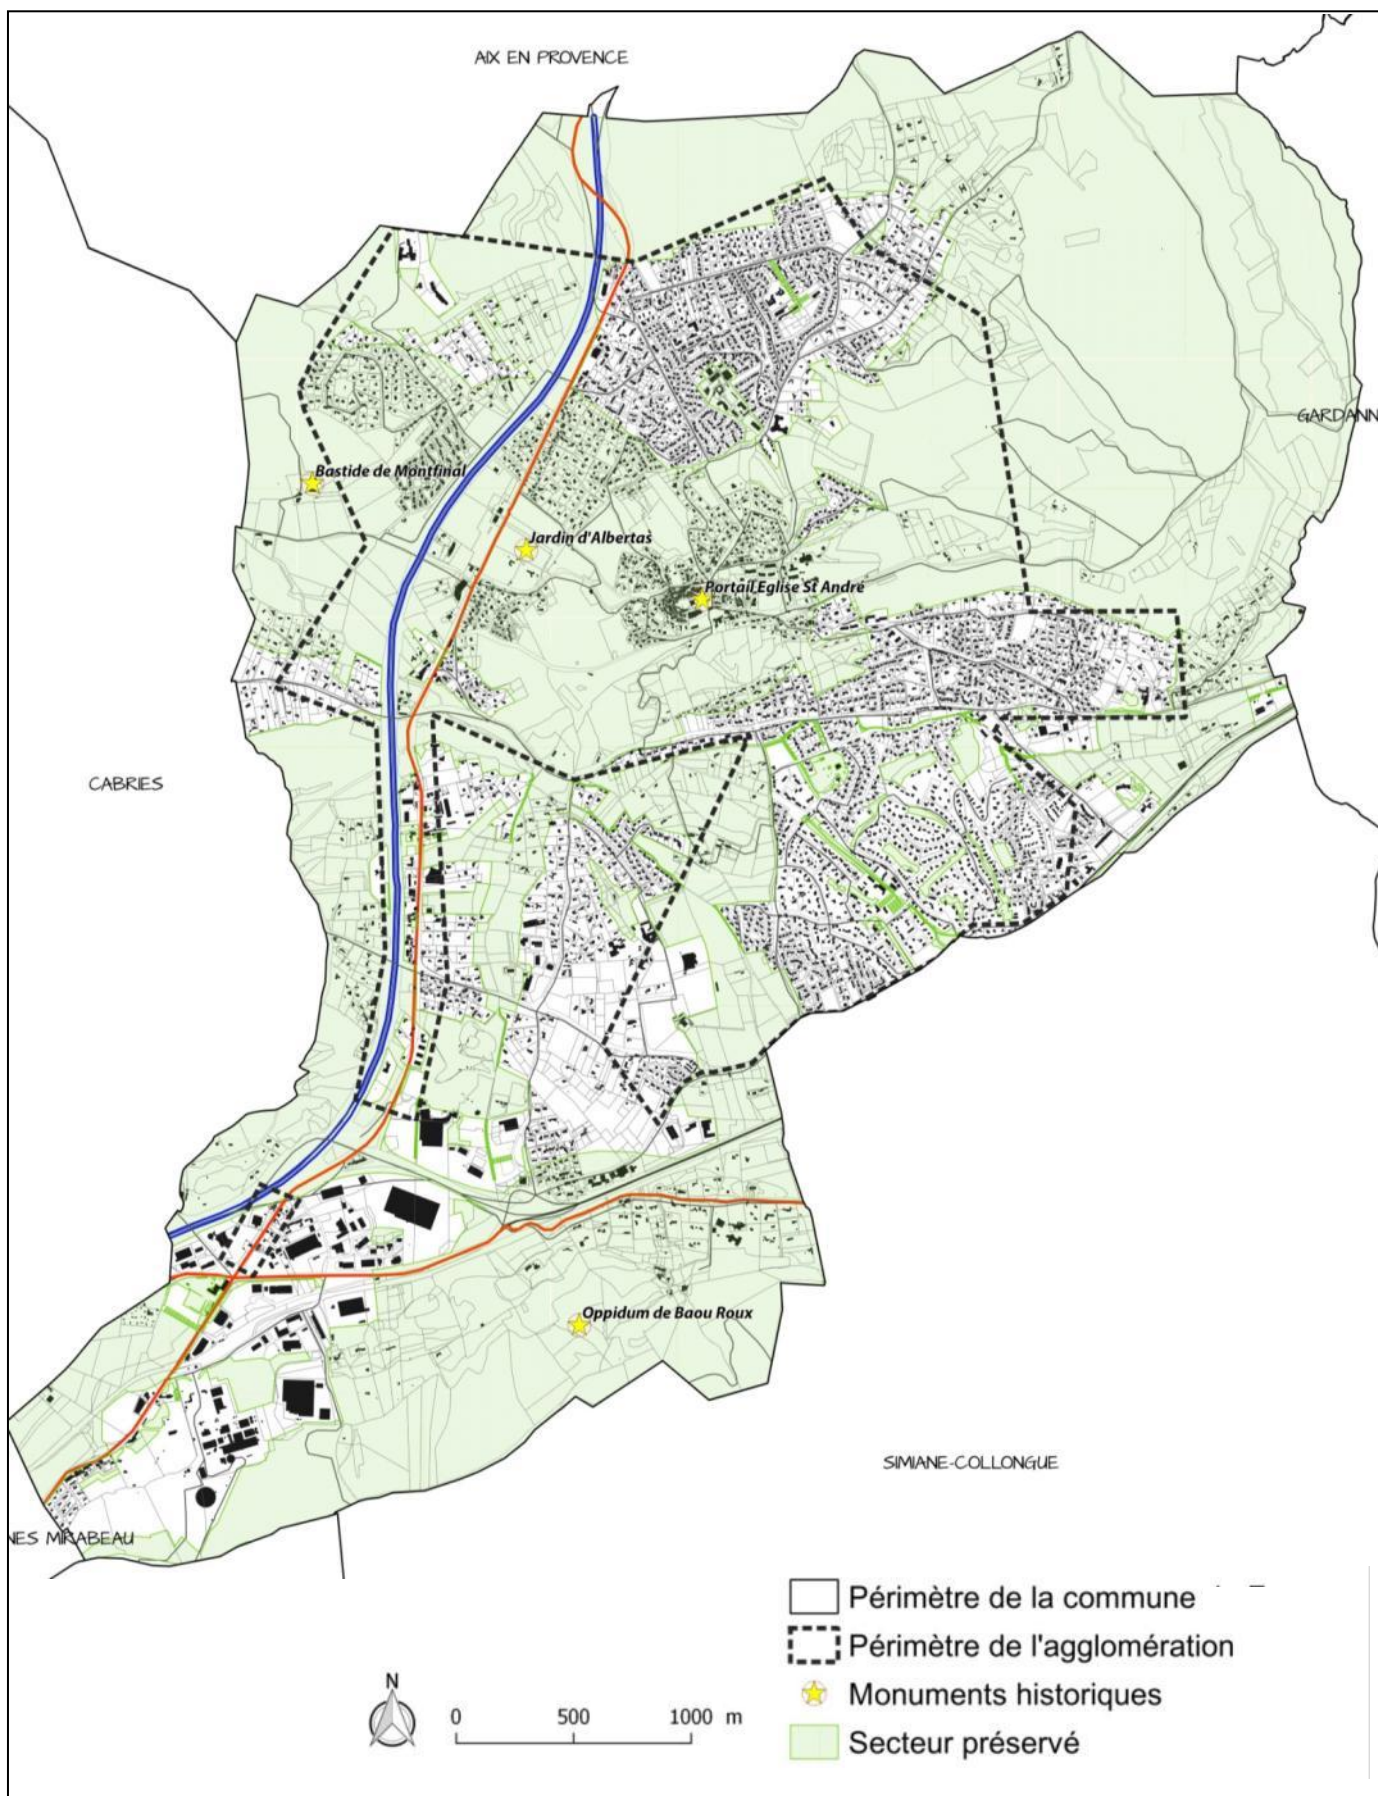 AIX EN PROVENCE
GARDANN
Bastide de Montfinal
Jardin d'Albertas
Portail Eglise St André
CABRIES
Oppidum de Baou Roux
SIMIANE-COLLONGUE
NES MIRABEAU
Périmètre de la commune
Périmètre de l'agglomération
N
Monuments historiques
0 500 1000 m
Secteur préservé